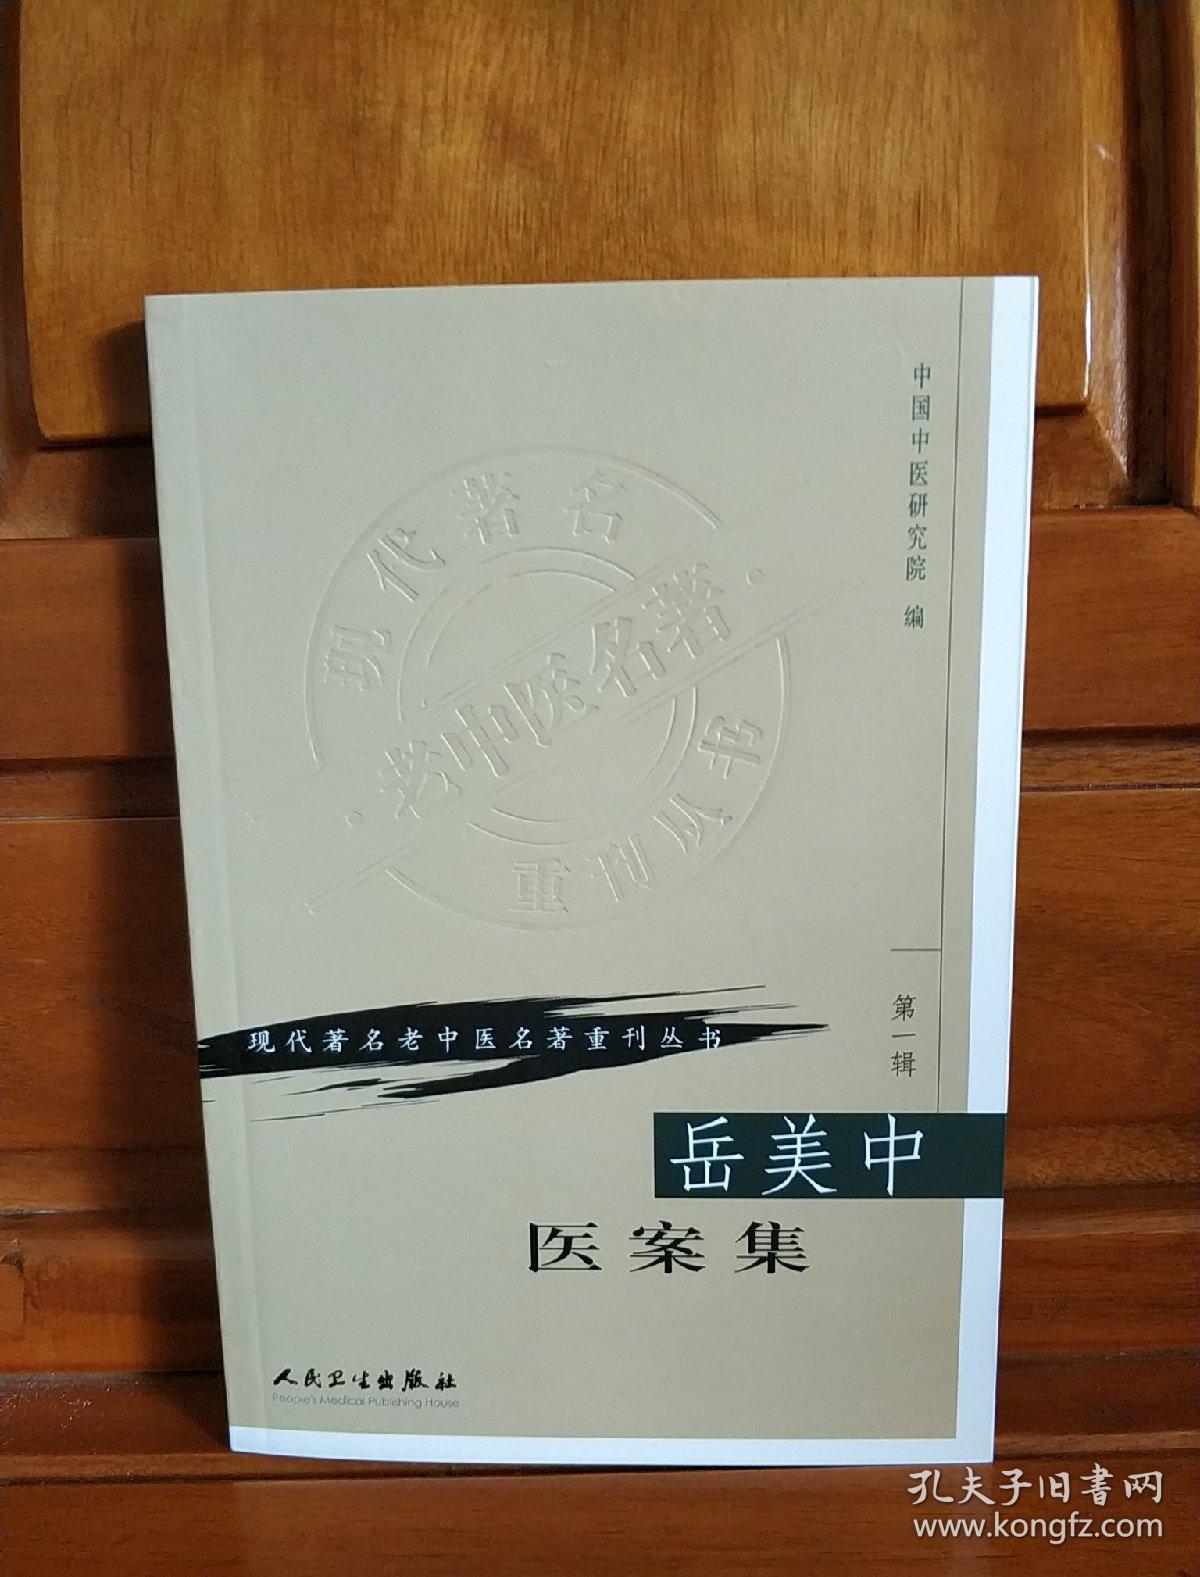 中国中医研究院 编
现代著名
老中医名著
重刊丛书
第一辑
现代著名老中医名著重刊丛书
岳美中
医案集
人民卫生出版社
People's Medical Publishing House
孔夫子旧書网
www.kongfz.com